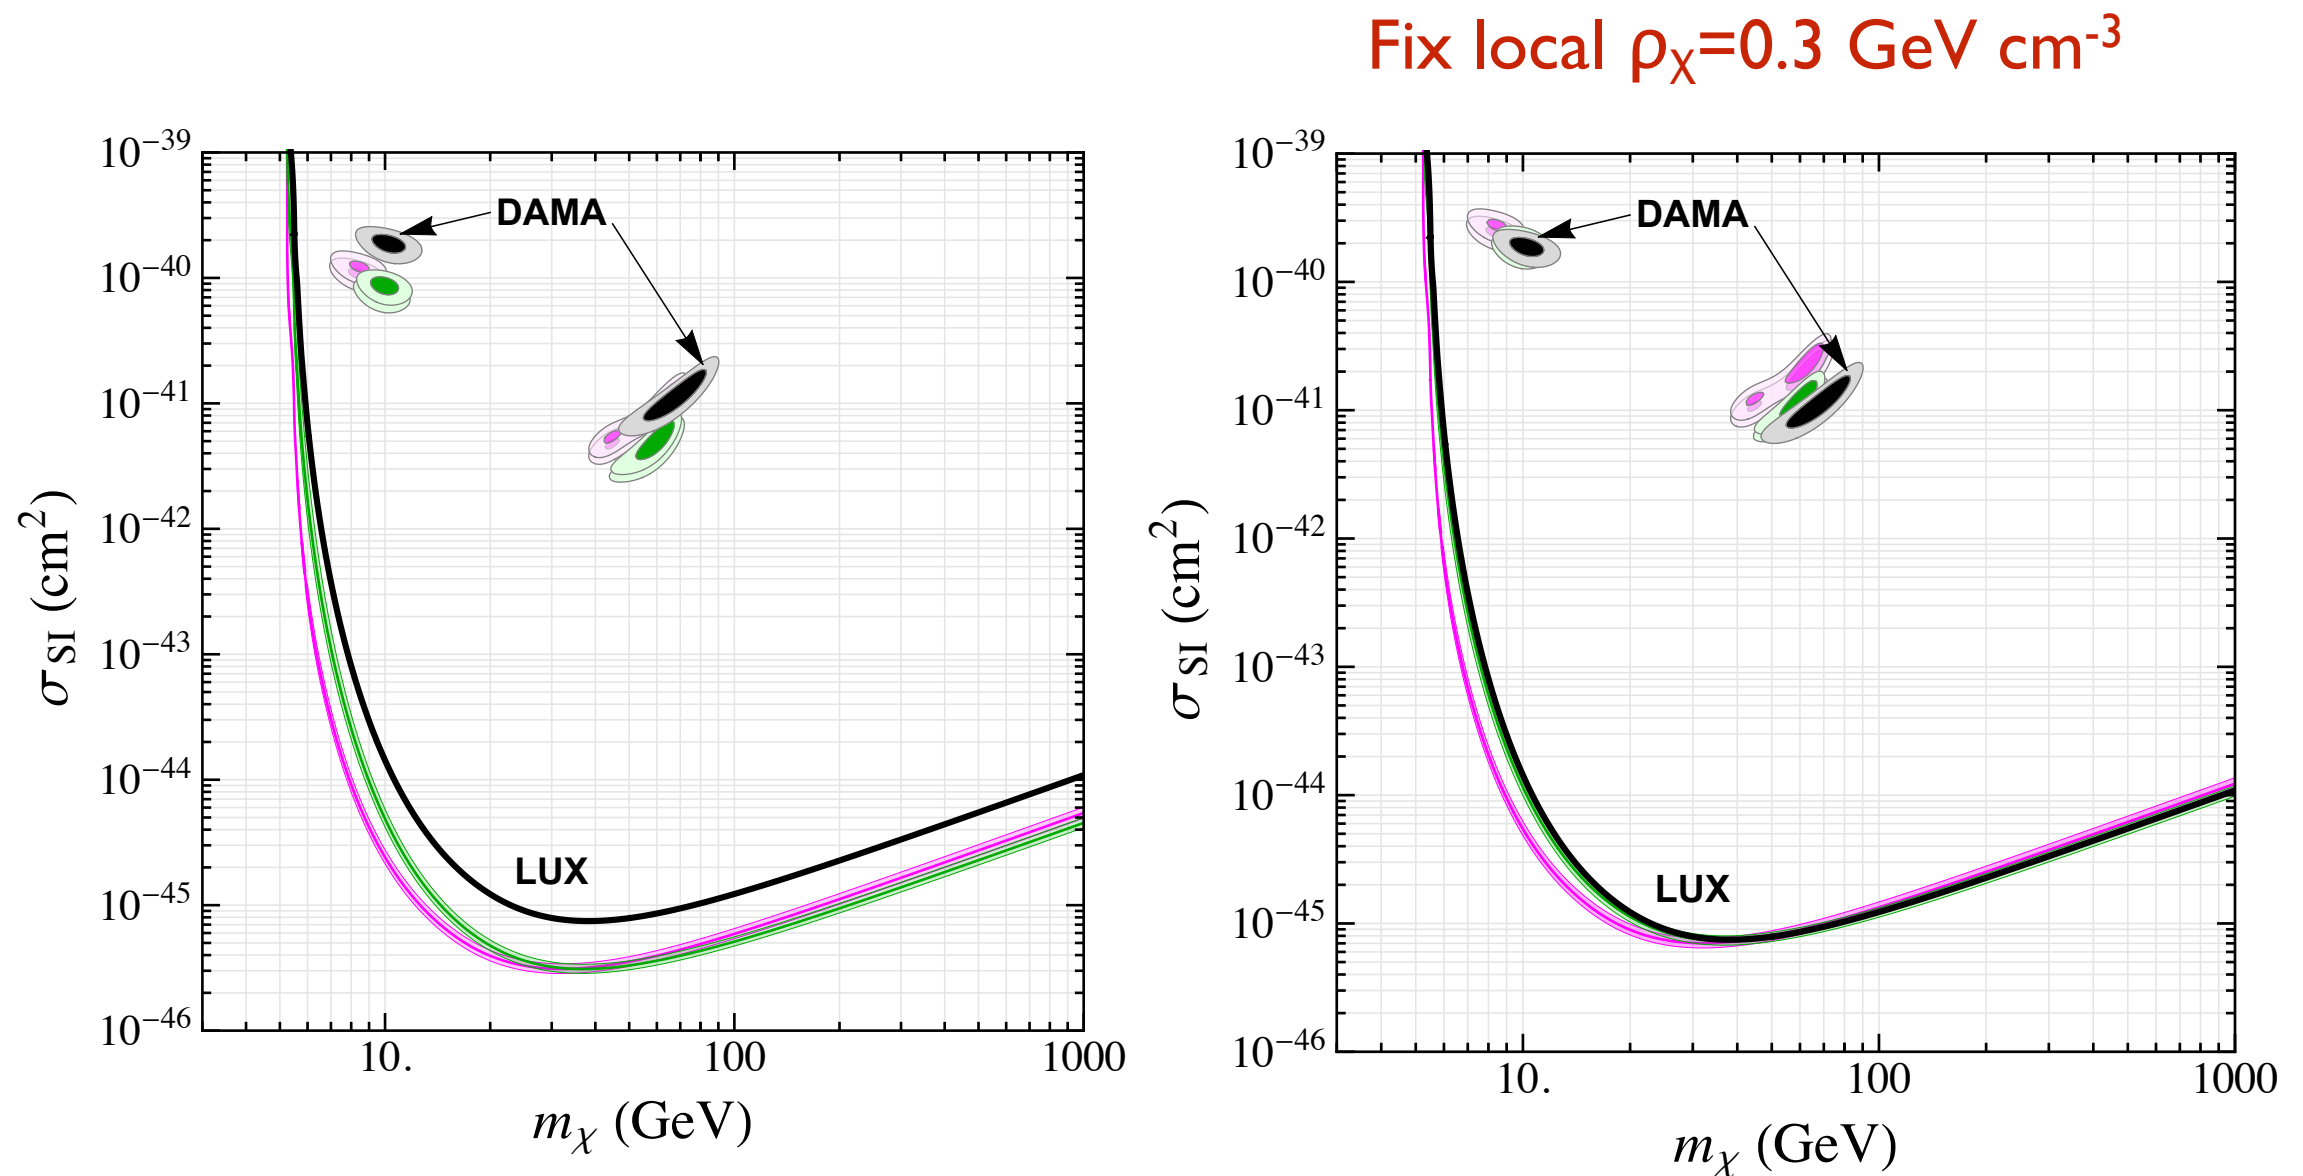 Fix local ρχ=0.3 GeV cm⁻³
10⁻³⁹
10⁻⁴⁰
10⁻⁴¹
10⁻⁴²
10⁻⁴³
10⁻⁴⁴
10⁻⁴⁵
10⁻⁴⁶
σ SI (cm²)
DAMA
LUX
10.
100
1000
mχ (GeV)
10⁻³⁹
10⁻⁴⁰
10⁻⁴¹
10⁻⁴²
10⁻⁴³
10⁻⁴⁴
10⁻⁴⁵
10⁻⁴⁶
σ SI (cm²)
DAMA
LUX
10.
100
1000
mχ (GeV)